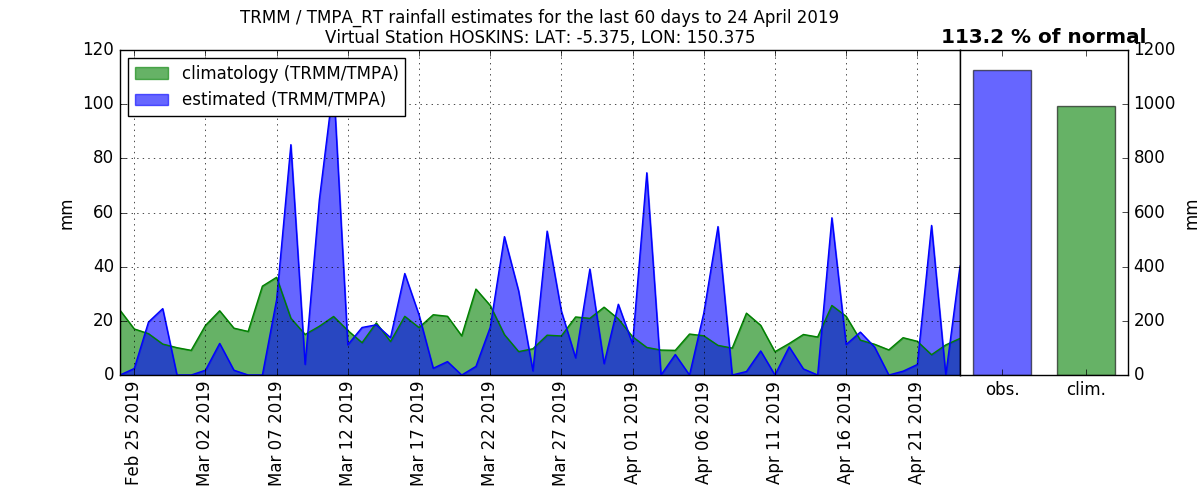 TRMM / TMPA_RT rainfall estimates for the last 60 days to 24 April 2019
Virtual Station HOSKINS: LAT: -5.375, LON: 150.375
113.2 % of normal
climatology (TRMM/TMPA)
estimated (TRMM/TMPA)
120
100
80
60
40
20
0
mm
Feb 25 2019
Mar 02 2019
Mar 07 2019
Mar 12 2019
Mar 17 2019
Mar 22 2019
Mar 27 2019
Apr 01 2019
Apr 06 2019
Apr 11 2019
Apr 16 2019
Apr 21 2019
1200
1000
800
600
400
200
0
mm
obs.
clim.